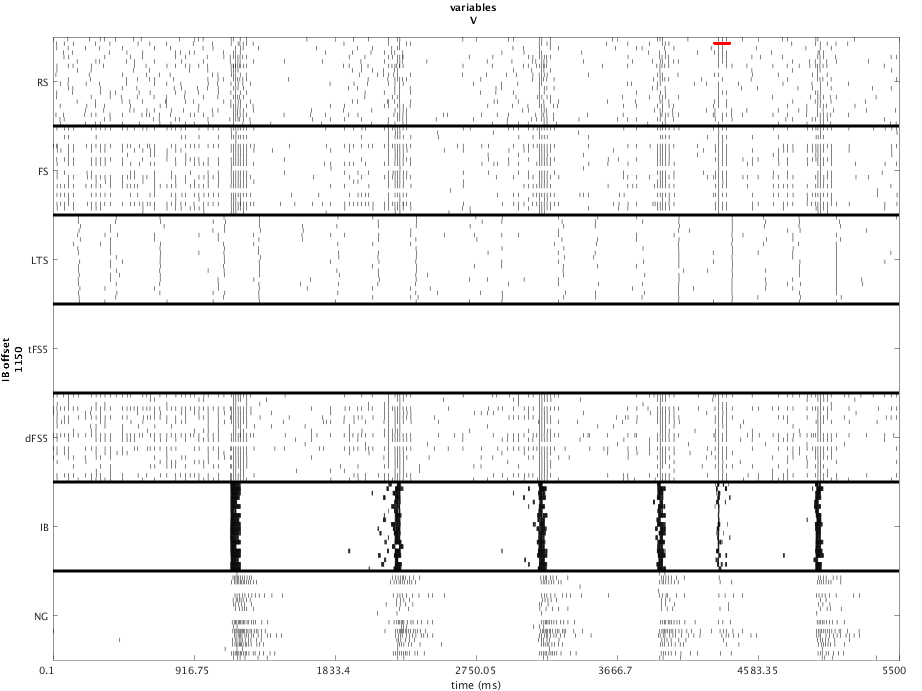 variables
V
RS
FS
LTS
tFS5
dFS5
IB
NG
IB offset
1150
0.1 916.75 1833.4 2750.05 3666.7 4583.35 5500
time (ms)